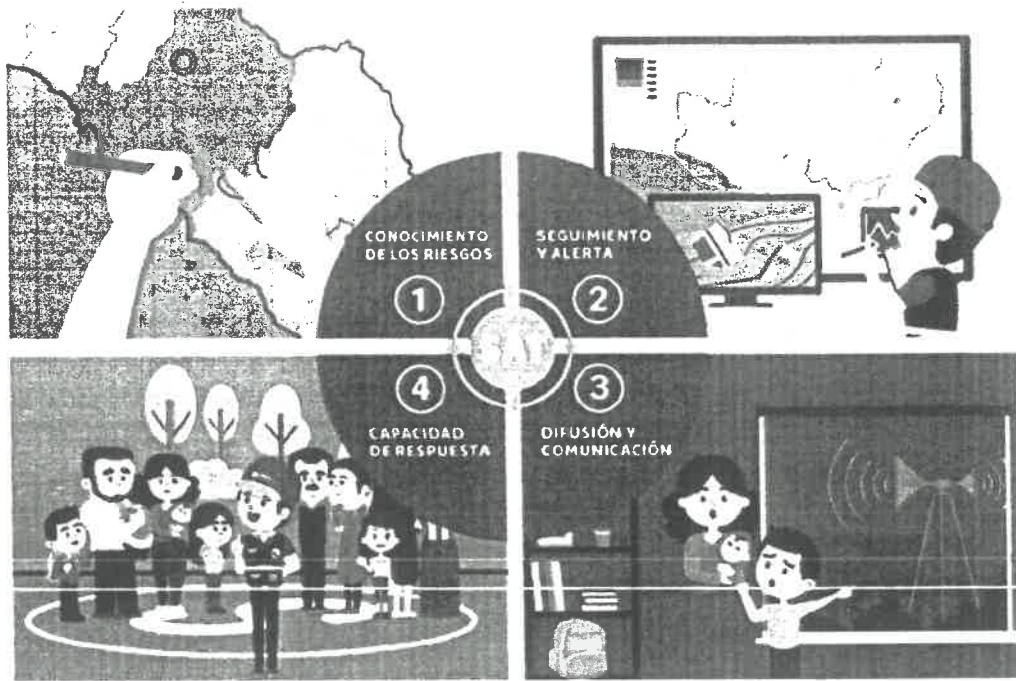 CONOCIMIENTO
DE LOS RIESGOS
1
SEGUIMIENTO
Y ALERTA
2
4
CAPACIDAD
DE RESPUESTA
3
DIFUSIÓN Y
COMUNICACIÓN